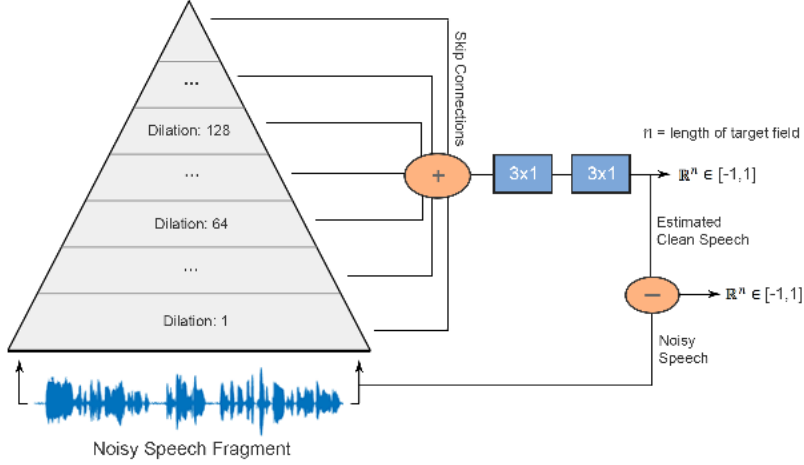 Skip Connections
...
Dilation: 128
...
Dilation: 64
...
Dilation: 1
+
3x1
3x1
n = length of target field
ℝⁿ ∈ [-1,1]
Estimated
Clean Speech
−
ℝⁿ ∈ [-1,1]
Noisy
Speech
Noisy Speech Fragment